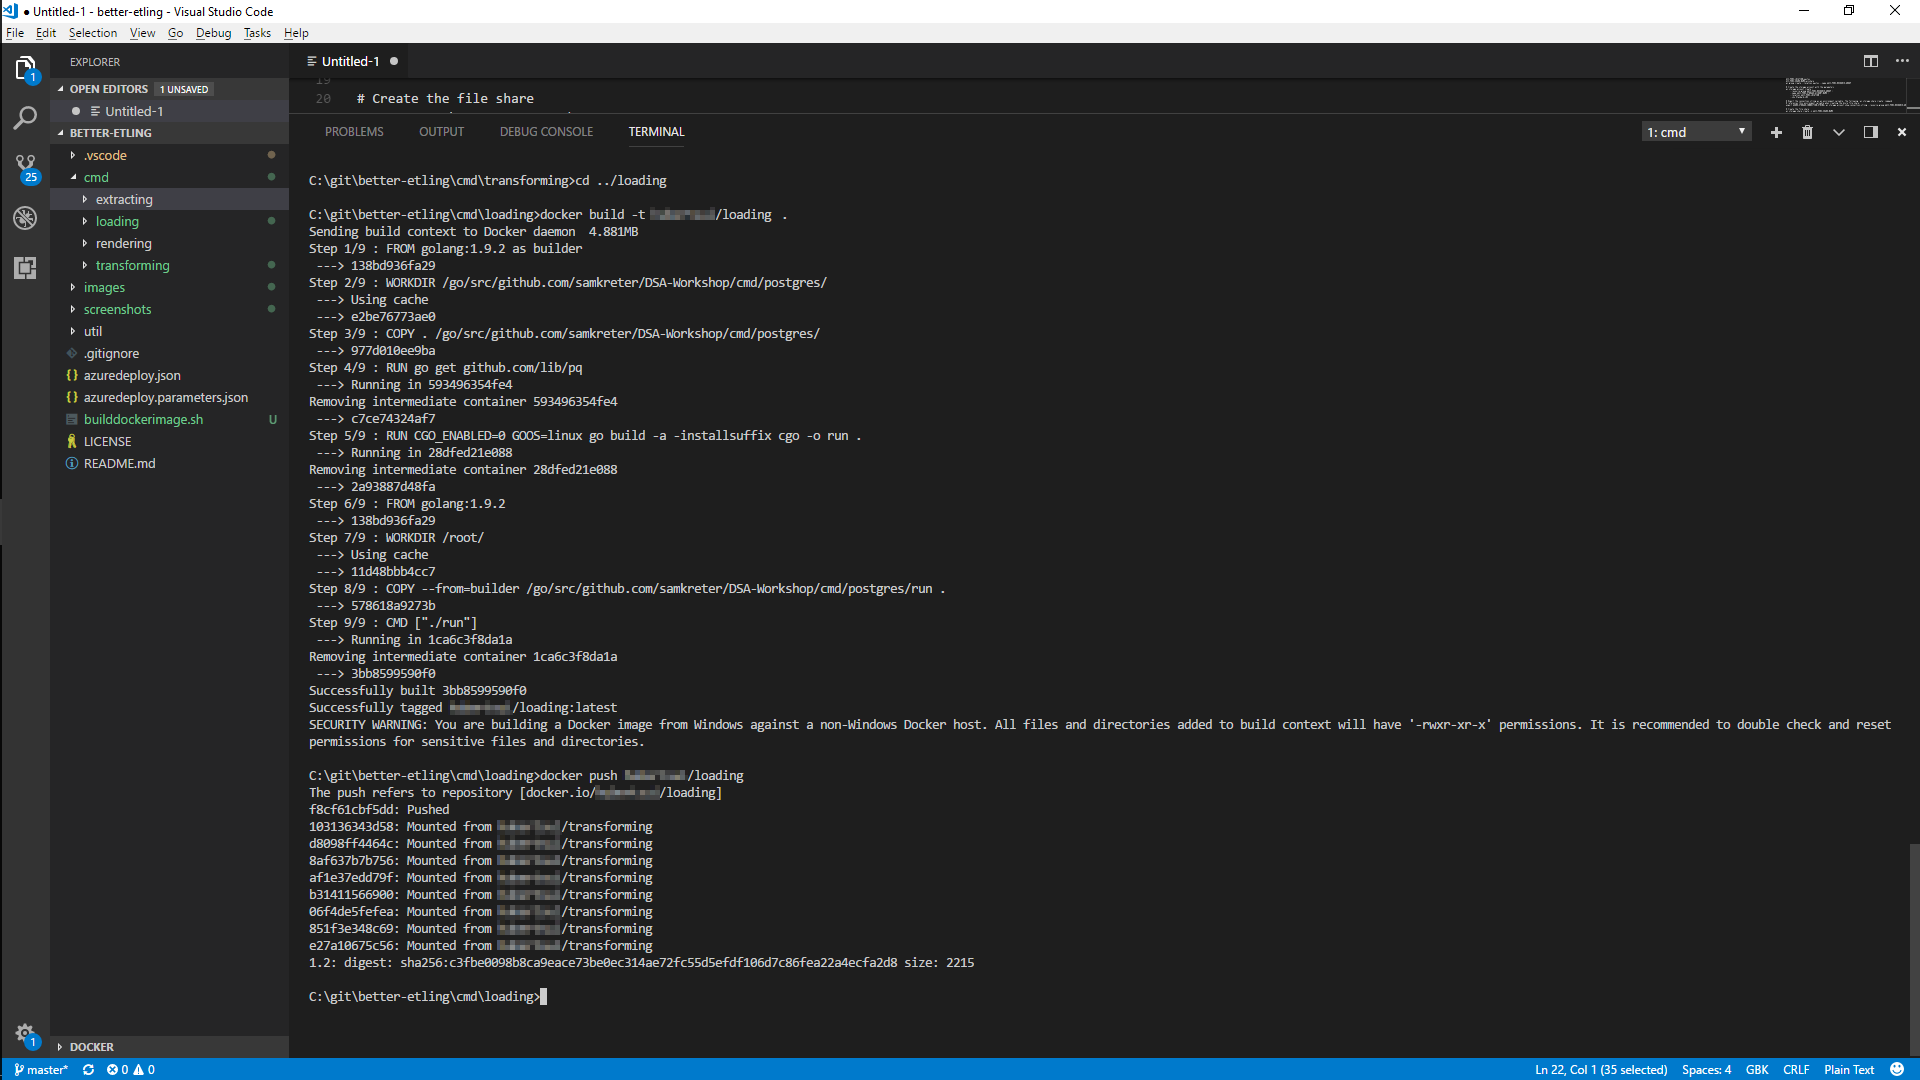 ● Untitled-1 - better-etling - Visual Studio Code
File Edit Selection View Go Debug Tasks Help
EXPLORER
OPEN EDITORS 1 UNSAVED
Untitled-1
BETTER-ETLING
.vscode
cmd
extracting
loading
rendering
transforming
images
screenshots
util
.gitignore
{} azuredeploy.json
{} azuredeploy.parameters.json
builddockerimage.sh U
LICENSE
README.md
DOCKER
1
25
1
Untitled-1 ●
19
20 # Create the file share
PROBLEMS OUTPUT DEBUG CONSOLE TERMINAL
1: cmd
C:\git\better-etling\cmd\transforming>cd ../loading
C:\git\better-etling\cmd\loading>docker build -t /loading .
Sending build context to Docker daemon 4.881MB
Step 1/9 : FROM golang:1.9.2 as builder
---> 138bd936fa29
Step 2/9 : WORKDIR /go/src/github.com/samkreter/DSA-Workshop/cmd/postgres/
---> Using cache
---> e2be76773ae0
Step 3/9 : COPY . /go/src/github.com/samkreter/DSA-Workshop/cmd/postgres/
---> 977d010ee9ba
Step 4/9 : RUN go get github.com/lib/pq
---> Running in 593496354fe4
Removing intermediate container 593496354fe4
---> c7ce74324af7
Step 5/9 : RUN CGO_ENABLED=0 GOOS=linux go build -a -installsuffix cgo -o run .
---> Running in 28dfed21e088
Removing intermediate container 28dfed21e088
---> 2a93887d48fa
Step 6/9 : FROM golang:1.9.2
---> 138bd936fa29
Step 7/9 : WORKDIR /root/
---> Using cache
---> 11d48bbb4cc7
Step 8/9 : COPY --from=builder /go/src/github.com/samkreter/DSA-Workshop/cmd/postgres/run .
---> 578618a9273b
Step 9/9 : CMD ["./run"]
---> Running in 1ca6c3f8da1a
Removing intermediate container 1ca6c3f8da1a
---> 3bb8599590f0
Successfully built 3bb8599590f0
Successfully tagged /loading:latest
SECURITY WARNING: You are building a Docker image from Windows against a non-Windows Docker host. All files and directories added to build context will have '-rwxr-xr-x' permissions. It is recommended to double check and reset
permissions for sensitive files and directories.
C:\git\better-etling\cmd\loading>docker push /loading
The push refers to repository [docker.io/ /loading]
f8cf61cbf5dd: Pushed
103136343d58: Mounted from /transforming
d8098ff4464c: Mounted from /transforming
8af637b7b756: Mounted from /transforming
af1e37edd79f: Mounted from /transforming
b31411566900: Mounted from /transforming
06f4de5fefea: Mounted from /transforming
851f3e348c69: Mounted from /transforming
e27a10675c56: Mounted from /transforming
1.2: digest: sha256:c3fbe0098b8ca9eace73be0ec314ae72fc55d5efdf106d7c86fea22a4ecfa2d8 size: 2215
C:\git\better-etling\cmd\loading>
master* 0 0 Ln 22, Col 1 (35 selected) Spaces: 4 GBK CRLF Plain Text